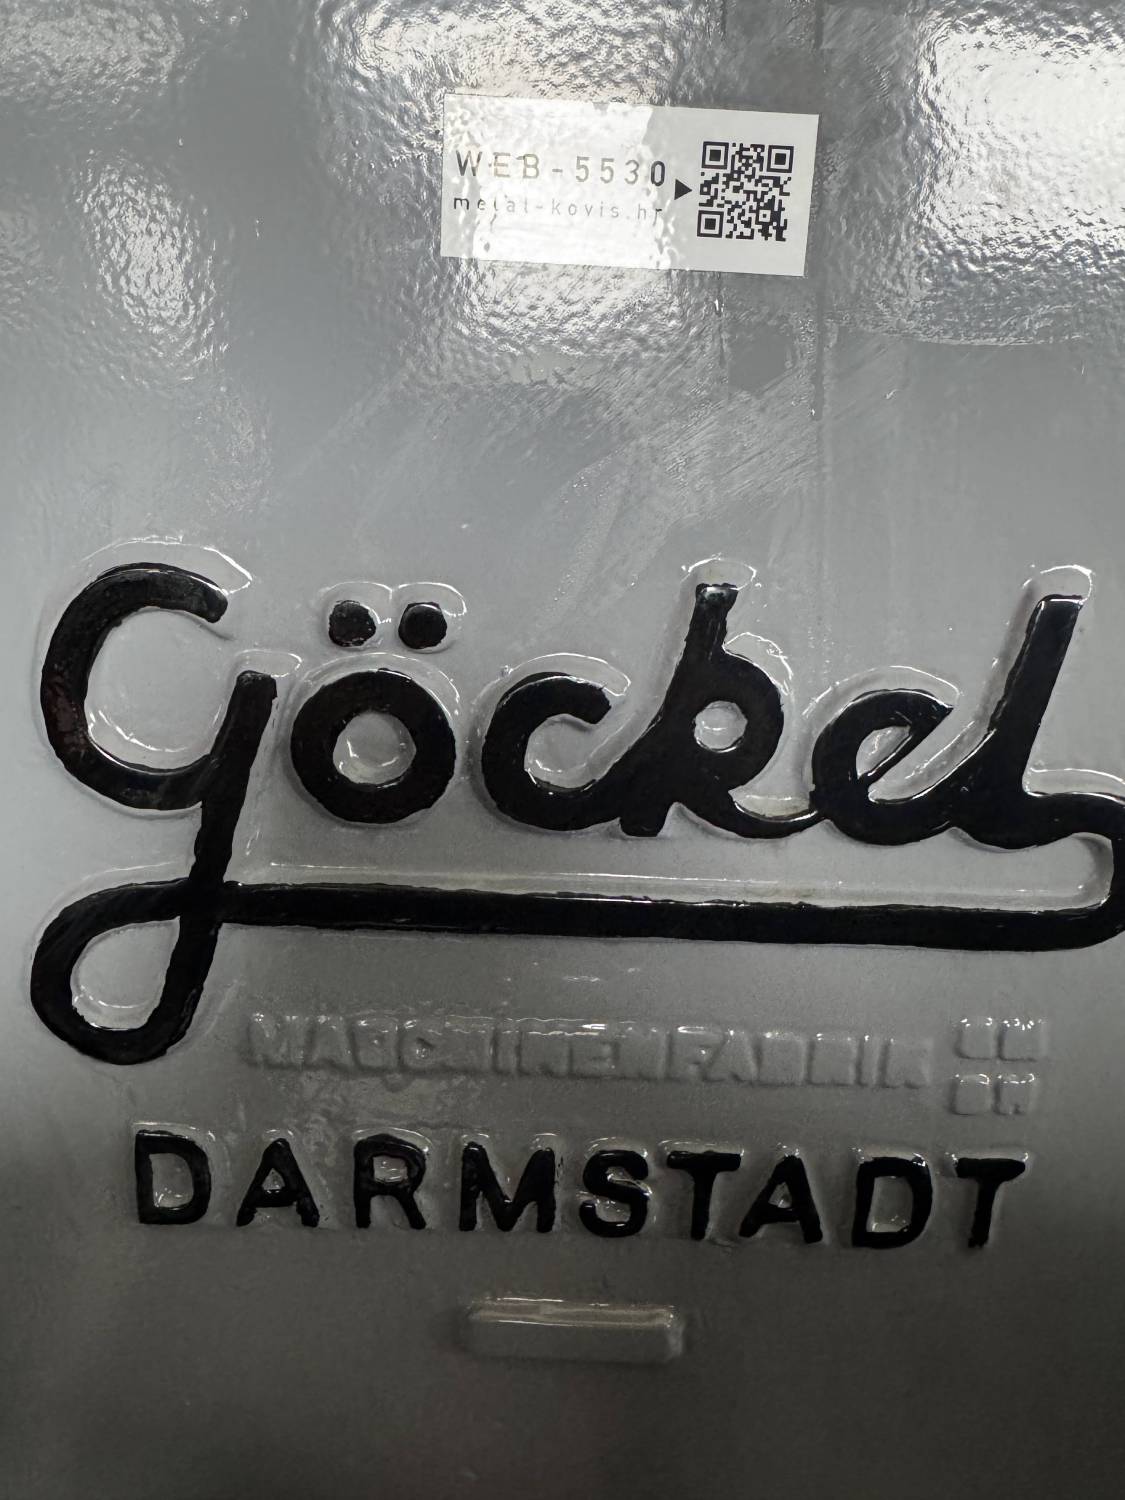 WEB-5530
metal-kovis.hr
Göckel
MASCHINENFABRIK
DARMSTADT